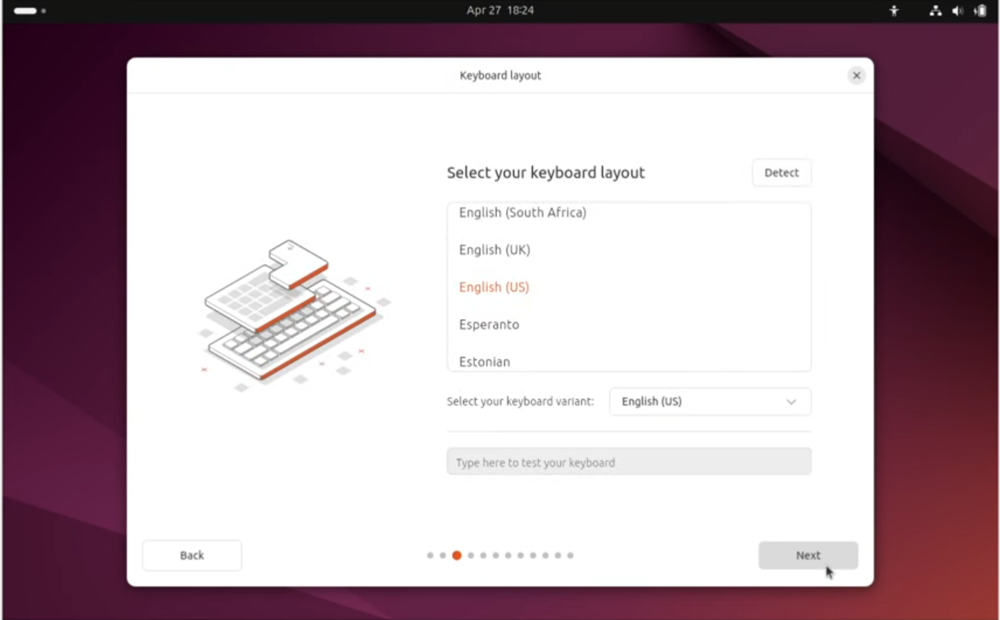 Apr 27 18:24
Keyboard layout
Select your keyboard layout
Detect
English (South Africa)
English (UK)
English (US)
Esperanto
Estonian
Select your keyboard variant: English (US)
Type here to test your keyboard
Back
Next